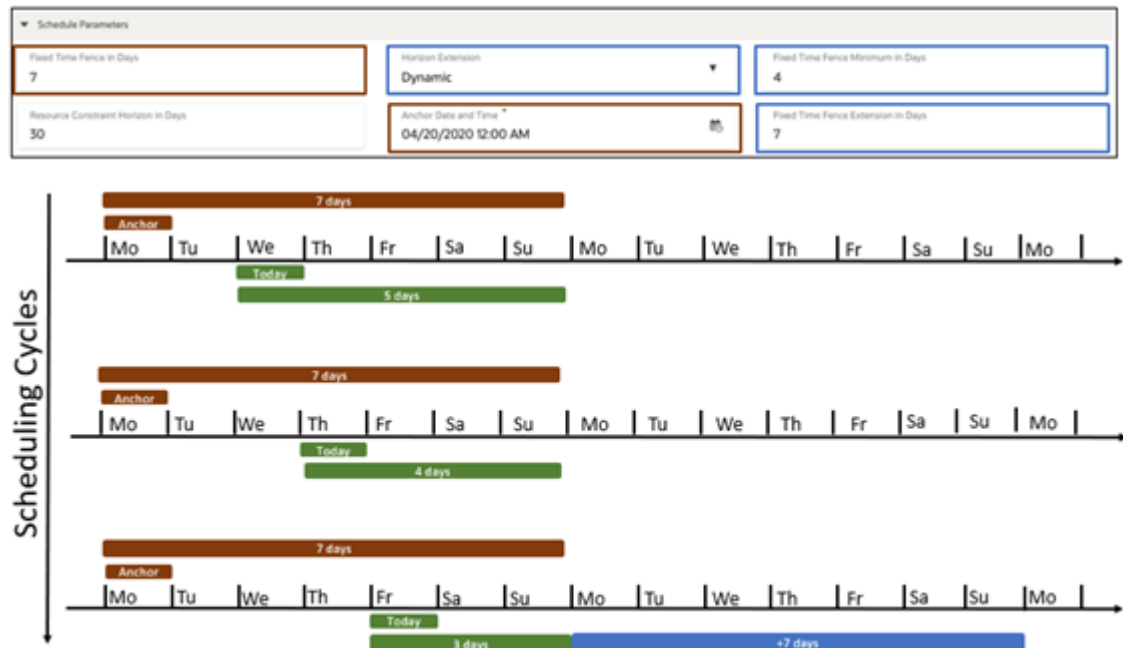 Schedule Parameters
Fixed Time Fence in Days
7
Horizon Extension
Dynamic
Fixed Time Fence Minimum in Days
4
Resource Constraint Horizon in Days
30
Anchor Date and Time *
04/20/2020 12:00 AM
Fixed Time Fence Extension in Days
7
Scheduling Cycles
7 days
Anchor
Mo Tu We Th Fr Sa Su Mo Tu We Th Fr Sa Su Mo
Today
5 days
7 days
Anchor
Mo Tu We Th Fr Sa Su Mo Tu We Th Fr Sa Su Mo
Today
4 days
7 days
Anchor
Mo Tu We Th Fr Sa Su Mo Tu We Th Fr Sa Su Mo
Today
3 days +7 days